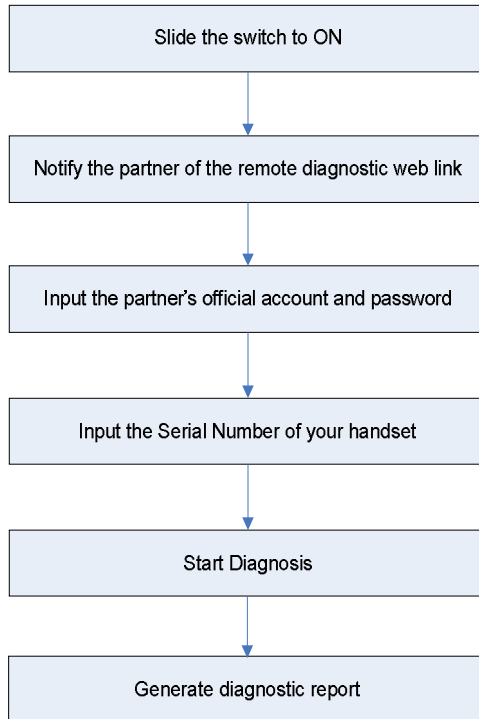 Slide the switch to ON
Notify the partner of the remote diagnostic web link
Input the partner's official account and password
Input the Serial Number of your handset
Start Diagnosis
Generate diagnostic report